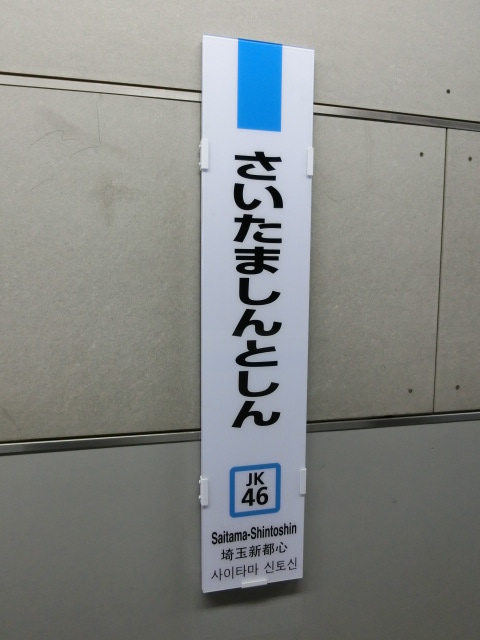 さいたましんとしん
JK
46
Saitama-Shintoshin
埼玉新都心
사이타마 신토신